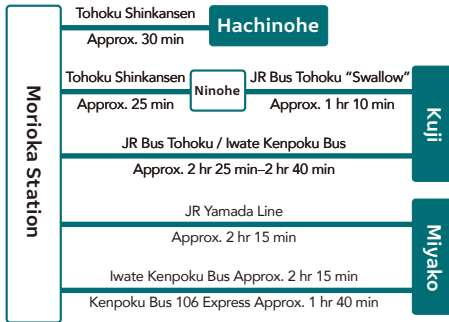 Morioka Station
Tohoku Shinkansen
Approx. 30 min
Hachinohe
Tohoku Shinkansen
Approx. 25 min
Ninohe
JR Bus Tohoku “Swallow”
Approx. 1 hr 10 min
JR Bus Tohoku / Iwate Kenpoku Bus
Approx. 2 hr 25 min–2 hr 40 min
Kuji
JR Yamada Line
Approx. 2 hr 15 min
Iwate Kenpoku Bus Approx. 2 hr 15 min
Kenpoku Bus 106 Express Approx. 1 hr 40 min
Miyako